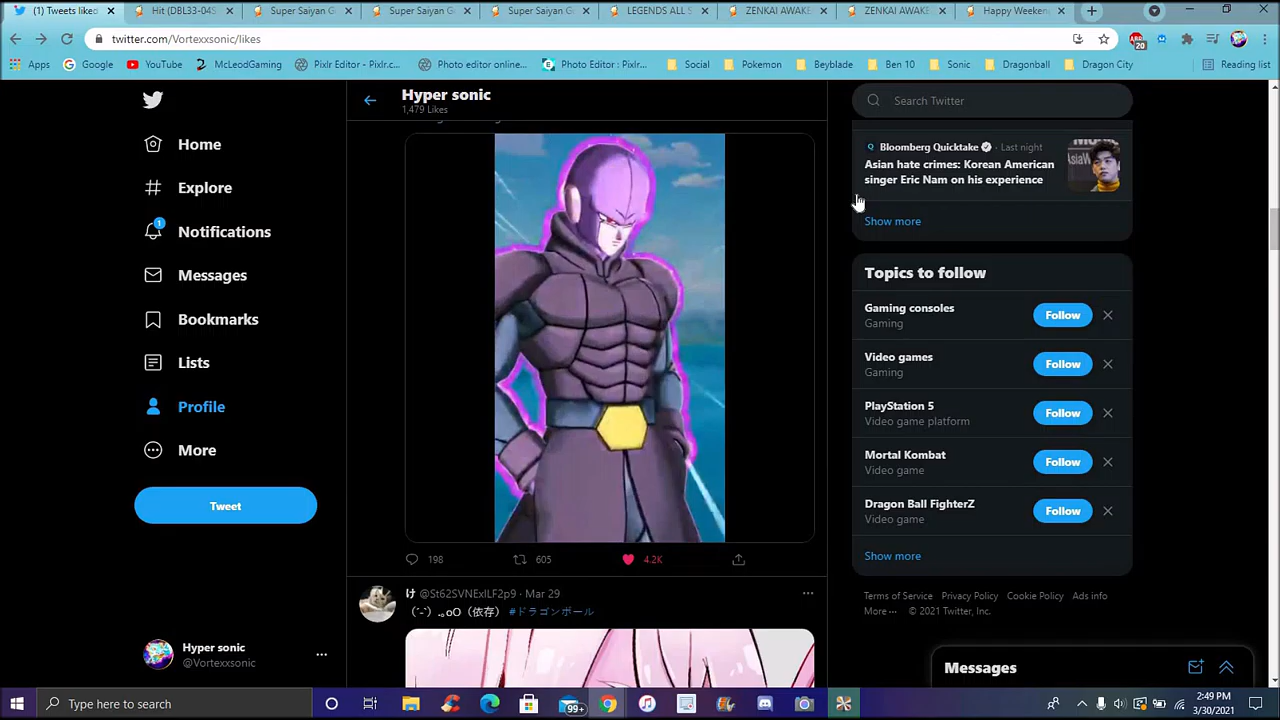 (1) Tweets liked
Hit (DBL33-04S
Super Saiyan G
Super Saiyan G
Super Saiyan G
LEGENDS ALL S
ZENKAI AWAKE
ZENKAI AWAKE
Happy Weeken
twitter.com/Vortexxsonic/likes
20
Apps
Google
YouTube
McLeodGaming
Pixlr Editor - Pixlr.c...
Photo editor online...
Photo Editor : Pixlr...
Social
Pokemon
Beyblade
Ben 10
Sonic
Dragonball
Dragon City
Reading list
Home
Explore
1
Notifications
Messages
Bookmarks
Lists
Profile
More
Tweet
Hyper sonic
@Vortexxsonic
Hyper sonic
1,479 Likes
198
605
4.2K
け @St62SVNExILF2p9 · Mar 29
(´-`) .｡oO（依存） #ドラゴンボール
Search Twitter
Bloomberg Quicktake · Last night
Asian hate crimes: Korean American
singer Eric Nam on his experience
Show more
Topics to follow
Gaming consoles
Gaming
Follow
Video games
Gaming
Follow
PlayStation 5
Video game platform
Follow
Mortal Kombat
Video game
Follow
Dragon Ball FighterZ
Video game
Follow
Show more
Terms of Service Privacy Policy Cookie Policy Ads info
More ··· © 2021 Twitter, Inc.
Messages
Type here to search
99+
2:49 PM
3/30/2021